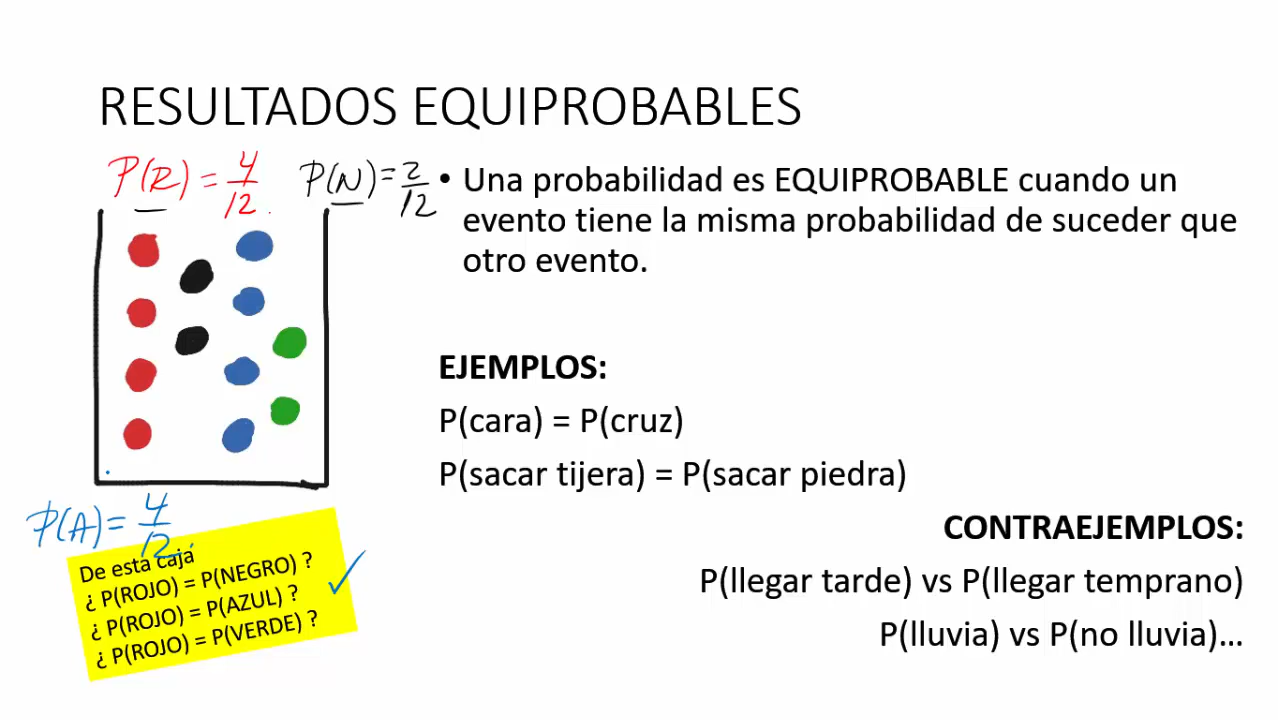 RESULTADOS EQUIPROBABLES
P(R) = 4/12
P(N) = 2/12
• Una probabilidad es EQUIPROBABLE cuando un
evento tiene la misma probabilidad de suceder que
otro evento.
EJEMPLOS:
P(cara) = P(cruz)
P(sacar tijera) = P(sacar piedra)
CONTRAEJEMPLOS:
P(llegar tarde) vs P(llegar temprano)
P(lluvia) vs P(no lluvia)...
P(A) = 4/12
De esta caja
¿ P(ROJO) = P(NEGRO) ?
¿ P(ROJO) = P(AZUL) ?
¿ P(ROJO) = P(VERDE) ?